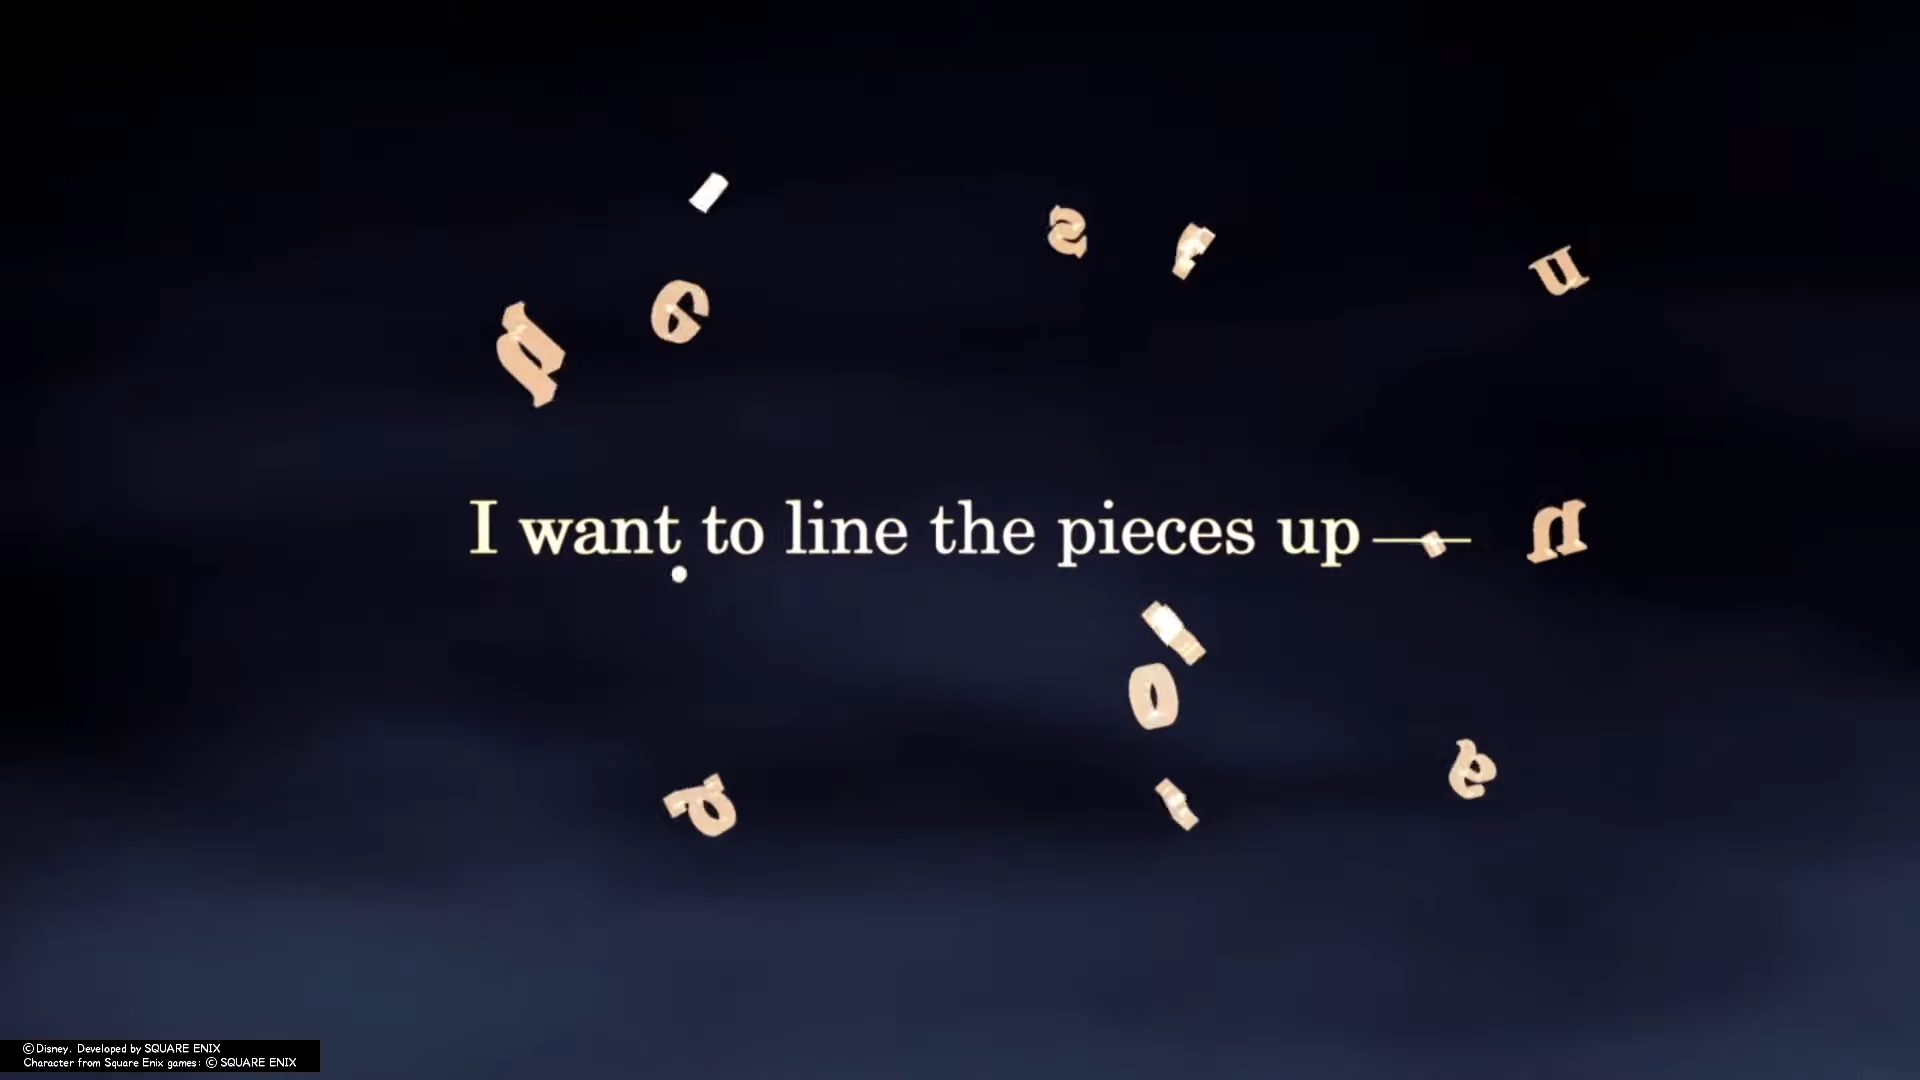 I want to line the pieces up—
©Disney. Developed by SQUARE ENIX
Character from Square Enix games: © SQUARE ENIX